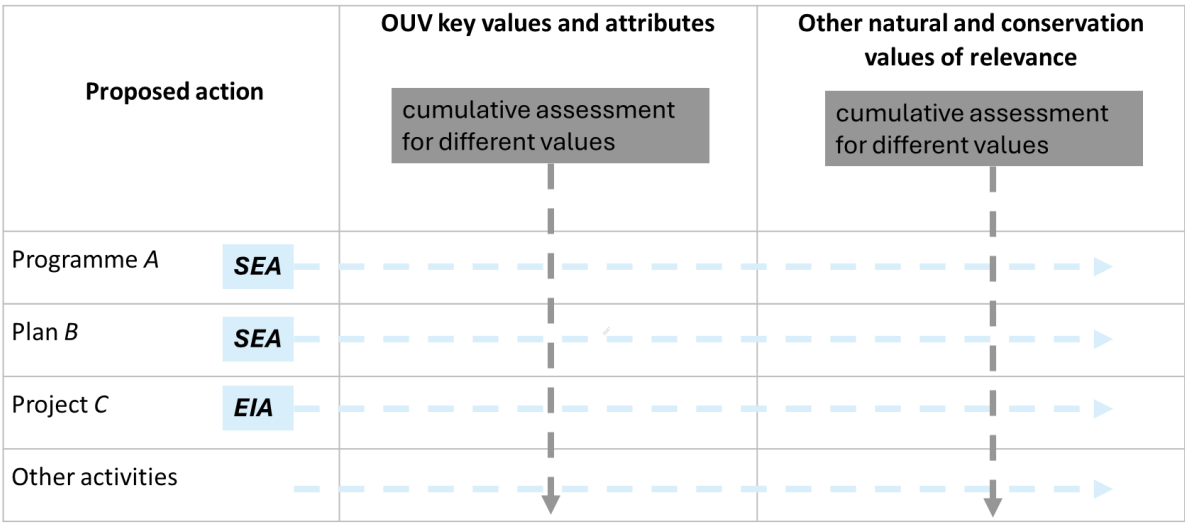 Proposed action
OUV key values and attributes
cumulative assessment
for different values
Other natural and conservation
values of relevance
cumulative assessment
for different values
Programme A
SEA
Plan B
SEA
Project C
EIA
Other activities